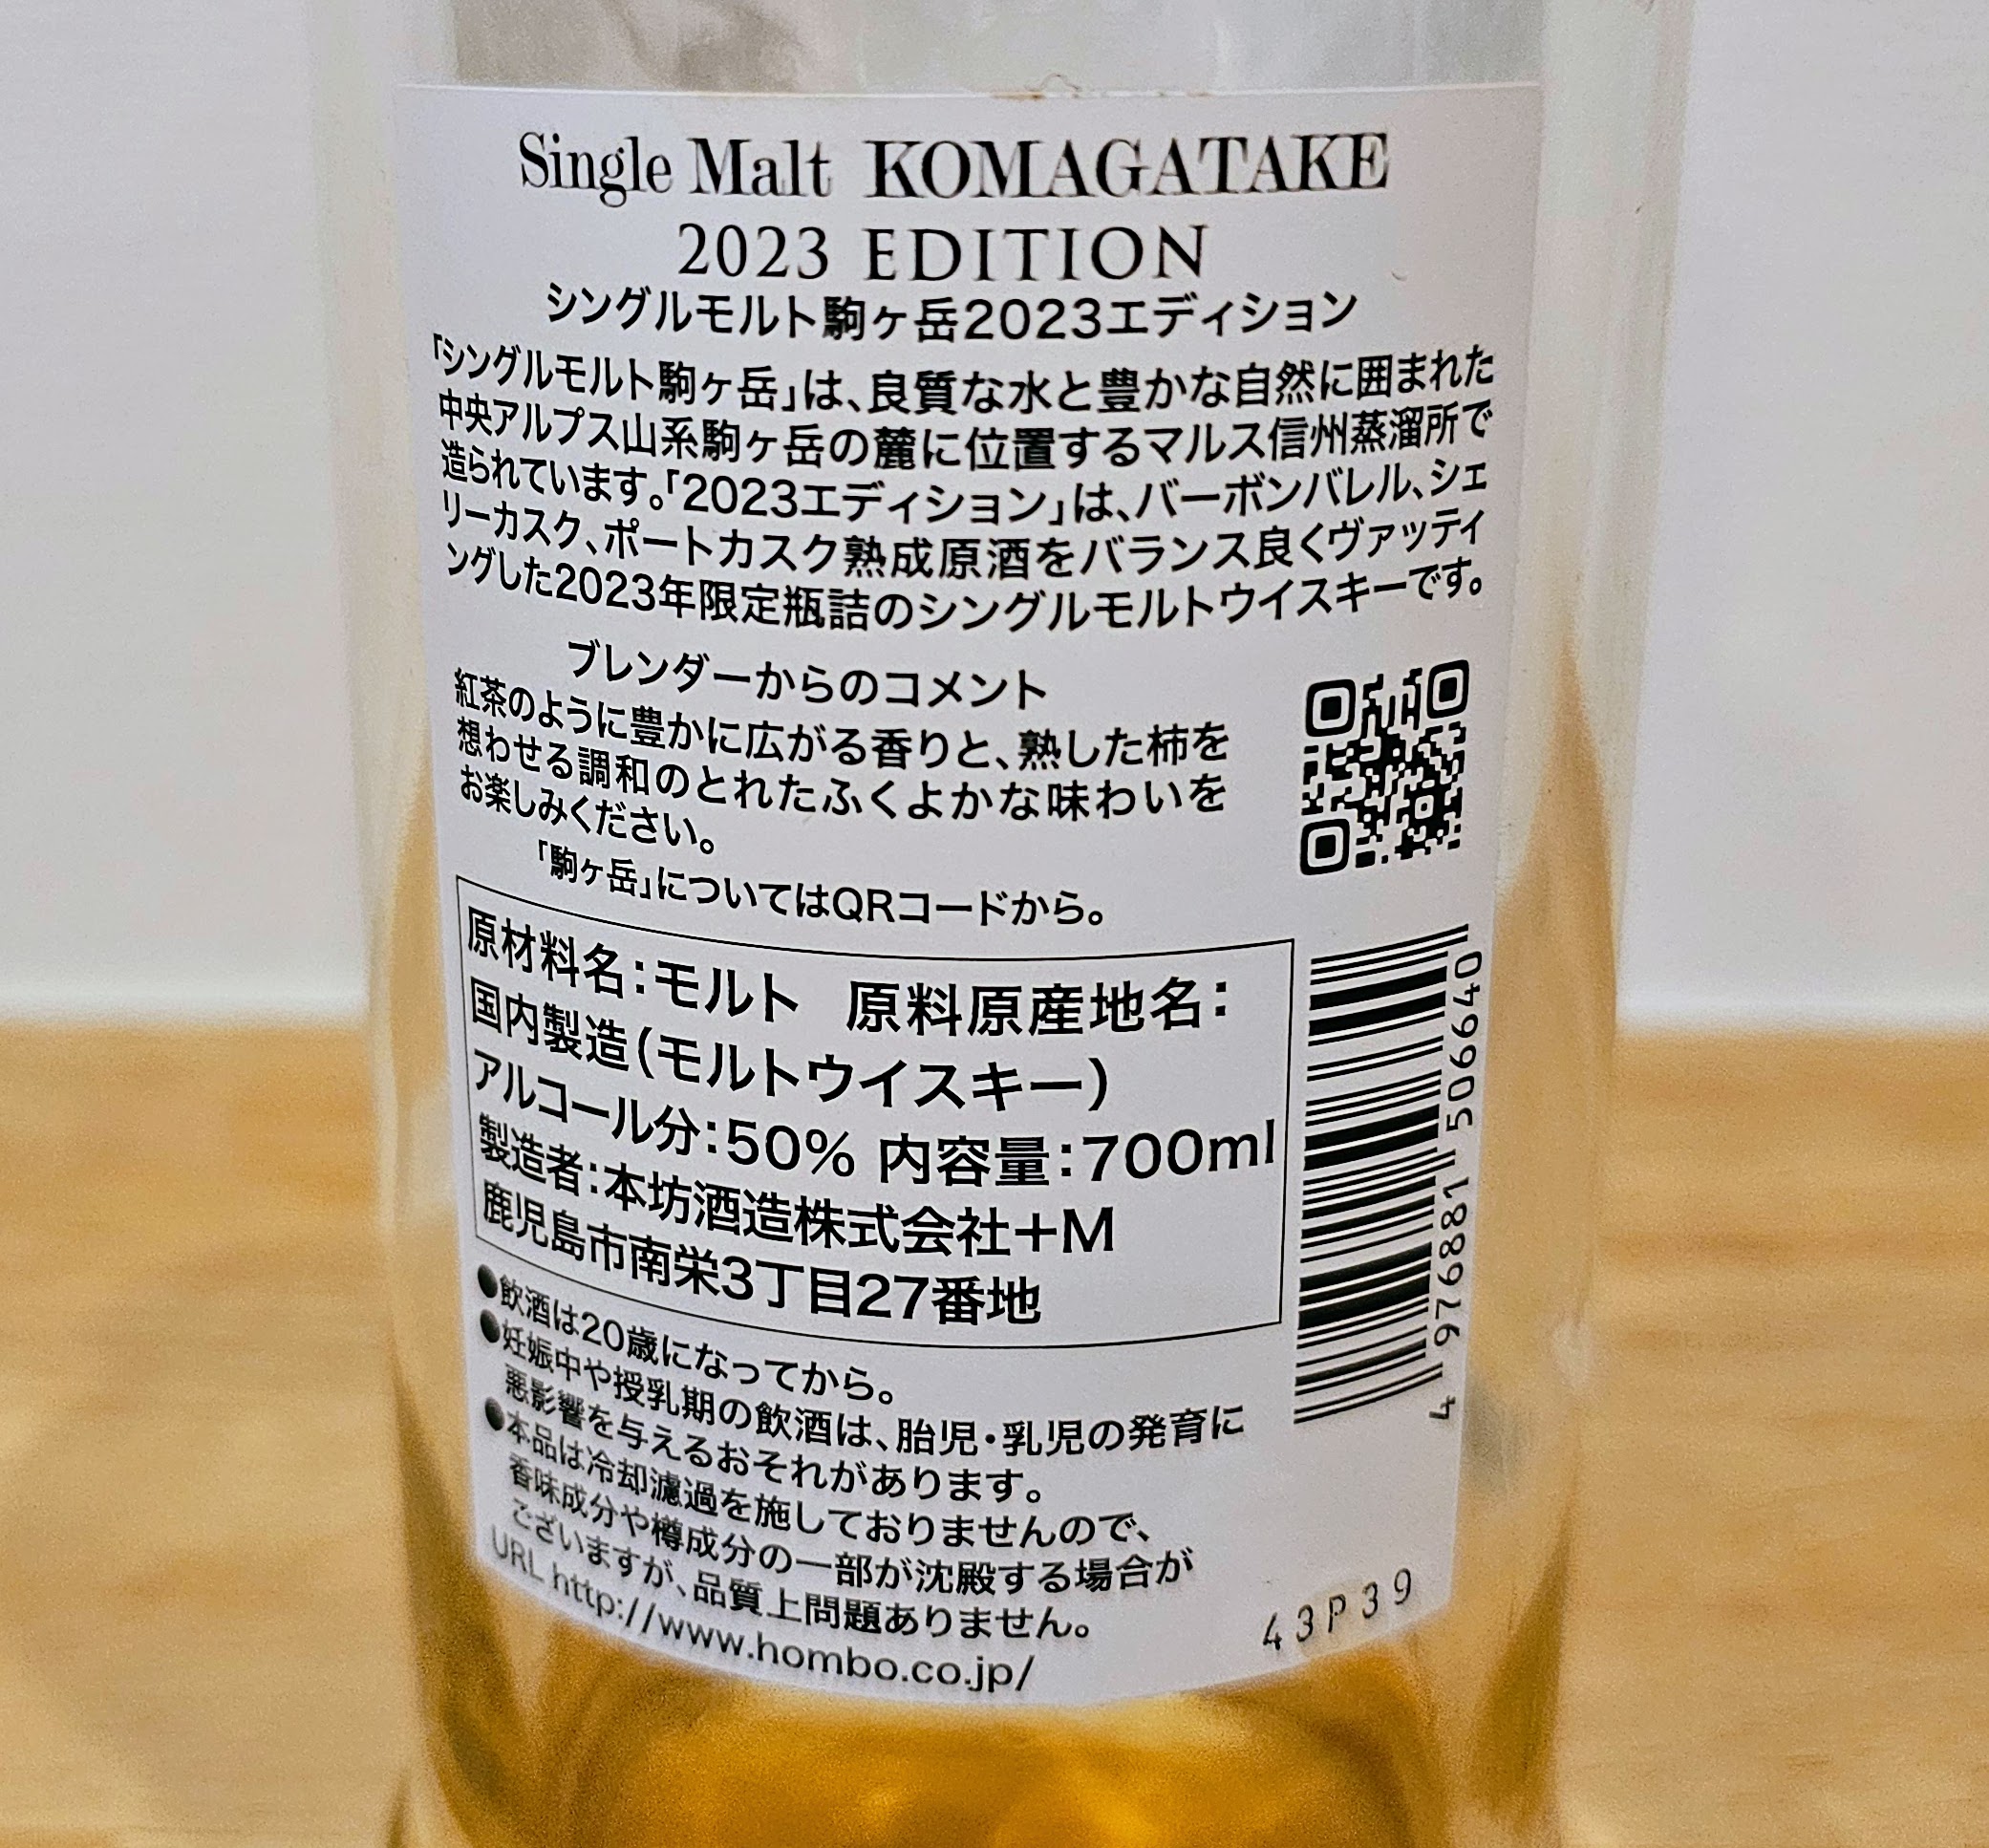 Single Malt KOMAGATAKE
2023 EDITION
シングルモルト駒ヶ岳2023エディション
「シングルモルト駒ヶ岳」は、良質な水と豊かな自然に囲まれた
中央アルプス山系駒ヶ岳の麓に位置するマルス信州蒸溜所で
造られています。「2023エディション」は、バーボンバレル、シェ
リーカスク、ポートカスク熟成原酒をバランス良くヴァッティ
ングした2023年限定瓶詰のシングルモルトウイスキーです。
ブレンダーからのコメント
紅茶のように豊かに広がる香りと、熟した柿を
想わせる調和のとれたふくよかな味わいを
お楽しみください。
「駒ヶ岳」についてはQRコードから。
原材料名:モルト 原料原産地名:
国内製造(モルトウイスキー)
アルコール分:50% 内容量:700ml
製造者:本坊酒造株式会社+M
鹿児島市南栄3丁目27番地
4 976881 506640
●飲酒は20歳になってから。
●妊娠中や授乳期の飲酒は、胎児・乳児の発育に
悪影響を与えるおそれがあります。
●本品は冷却濾過を施しておりませんので、
香味成分や樽成分の一部が沈殿する場合が
ございますが、品質上問題ありません。
URL http://www.hombo.co.jp/
43P39